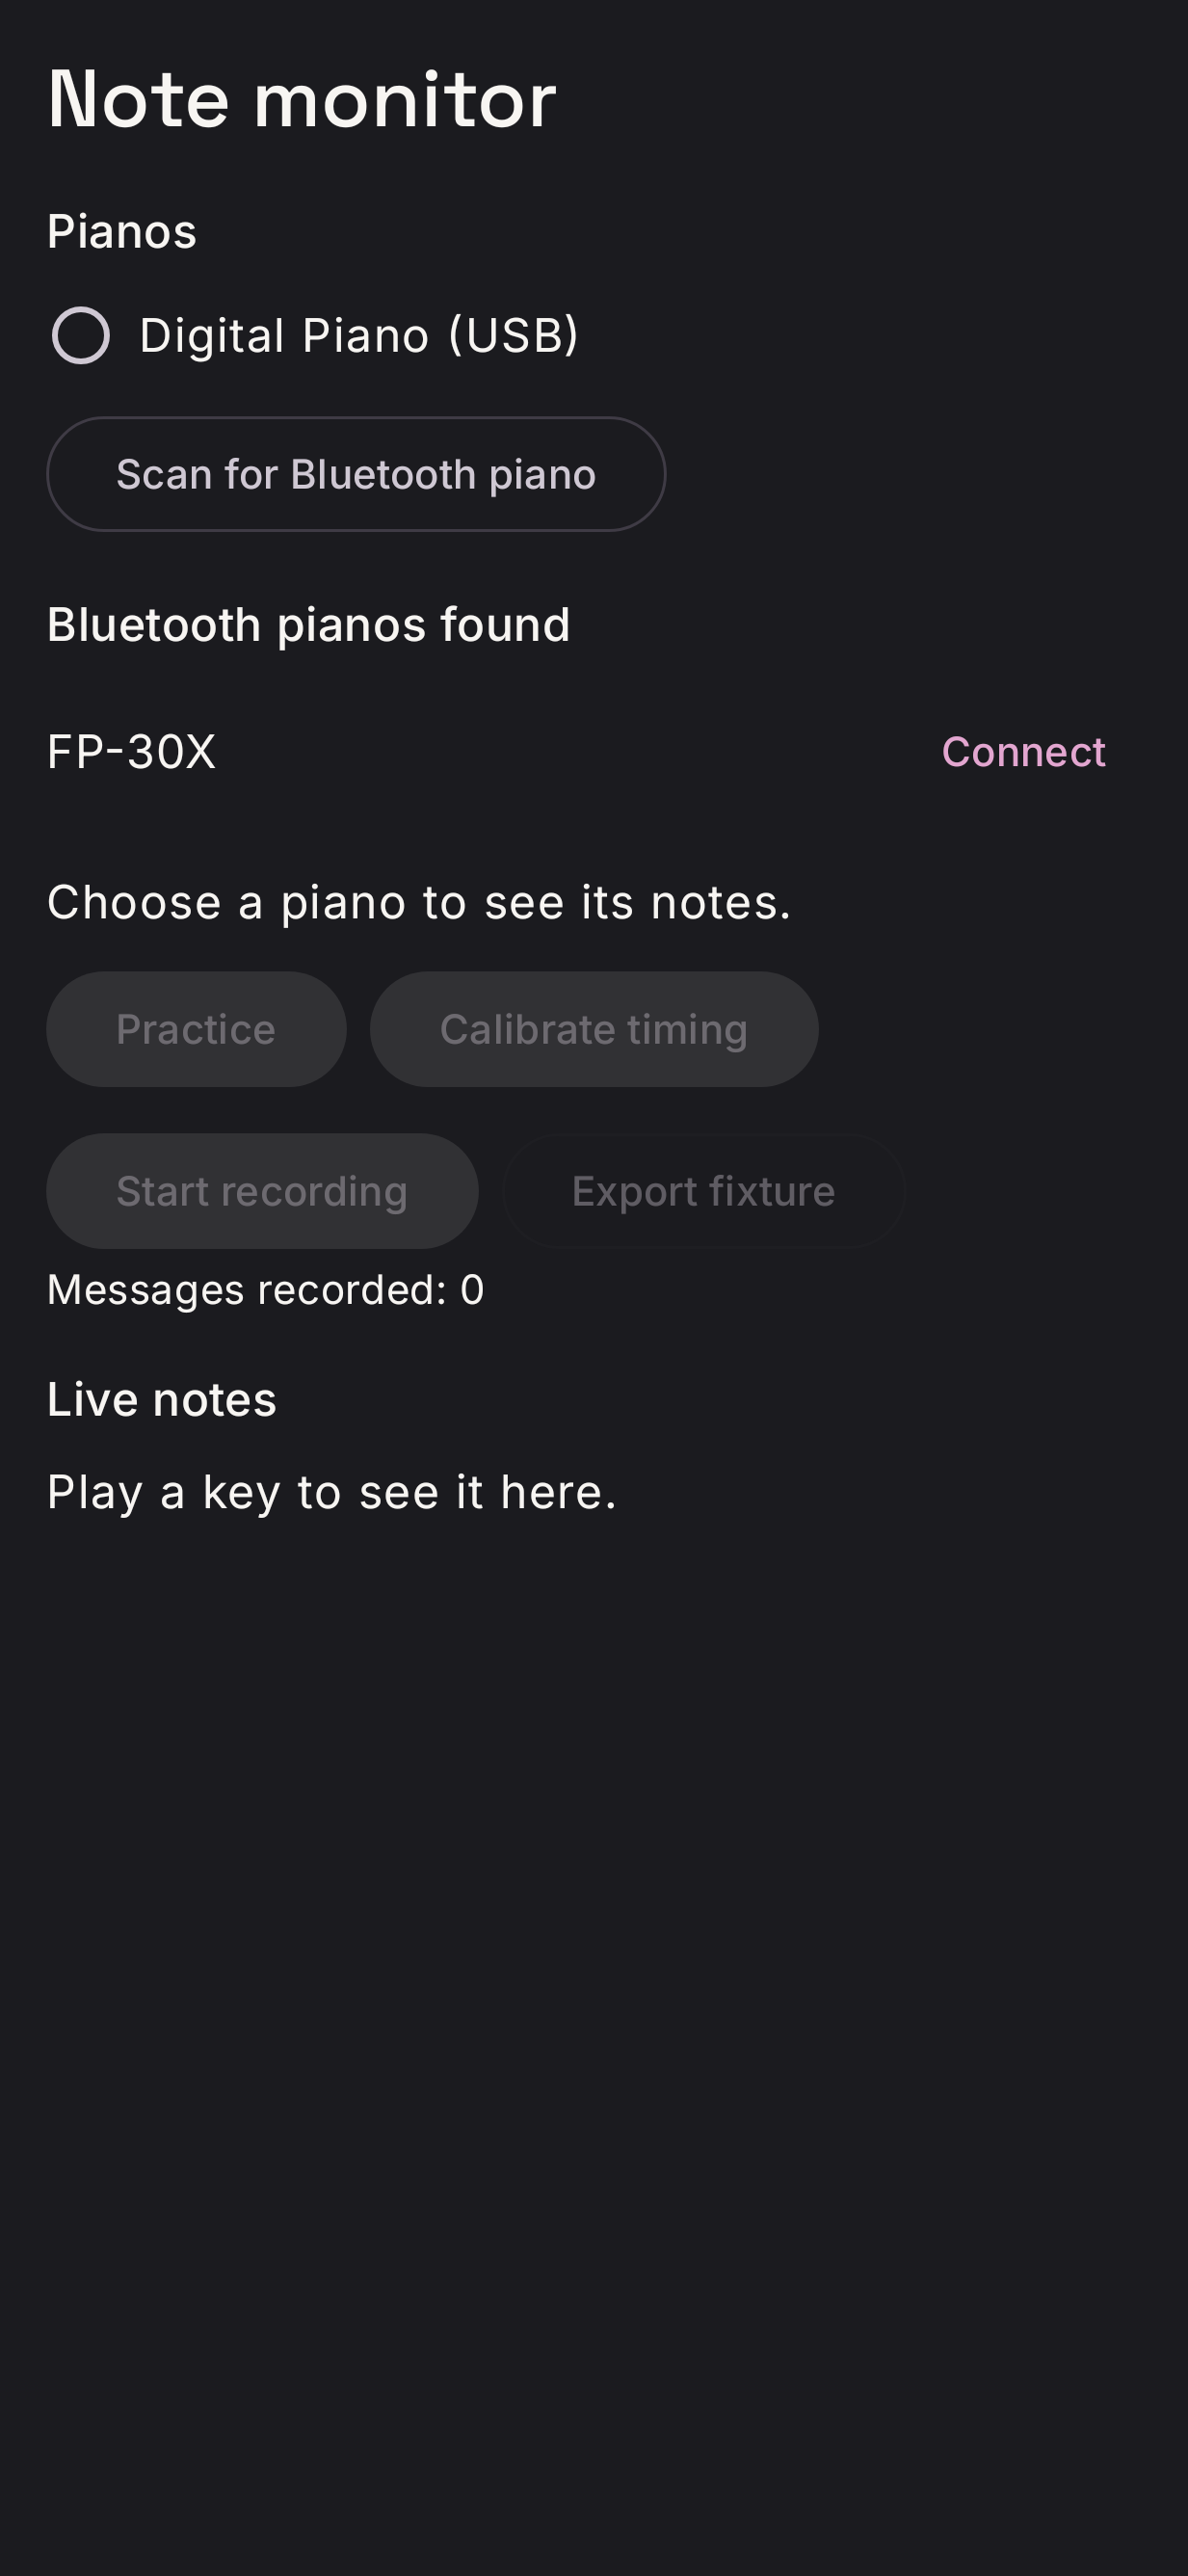 Note monitor
Pianos
Digital Piano (USB)
Scan for Bluetooth piano
Bluetooth pianos found
FP-30X
Connect
Choose a piano to see its notes.
Practice
Calibrate timing
Start recording
Export fixture
Messages recorded: 0
Live notes
Play a key to see it here.